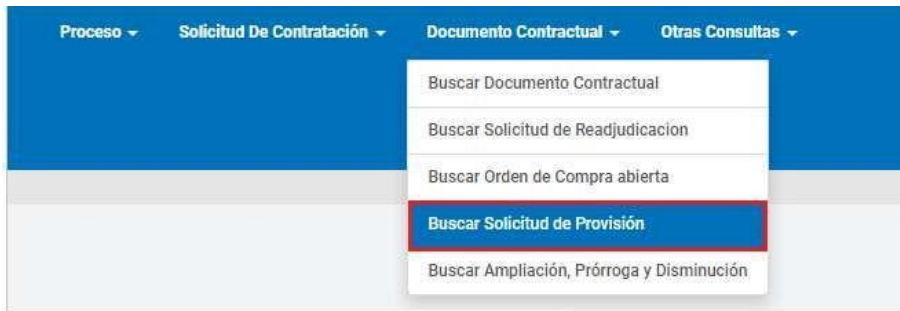 Proceso Solicitud De Contratación Documento Contractual Otras Consultas
Buscar Documento Contractual
Buscar Solicitud de Readjudicacion
Buscar Orden de Compra abierta
Buscar Solicitud de Provisión
Buscar Ampliación, Prórroga y Disminución